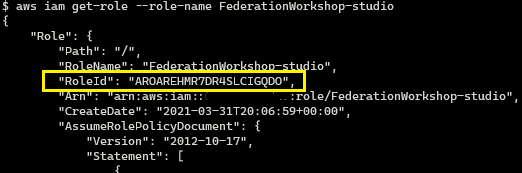 $ aws iam get-role --role-name FederationWorkshop-studio
{
"Role": {
"Path": "/",
"RoleName": "FederationWorkshop-studio",
"RoleId": "AROAREHMR7DR4SLCIGQDO",
"Arn": "arn:aws:iam:: :role/FederationWorkshop-studio",
"CreateDate": "2021-03-31T20:06:59+00:00",
"AssumeRolePolicyDocument": {
"Version": "2012-10-17",
"Statement": [
{